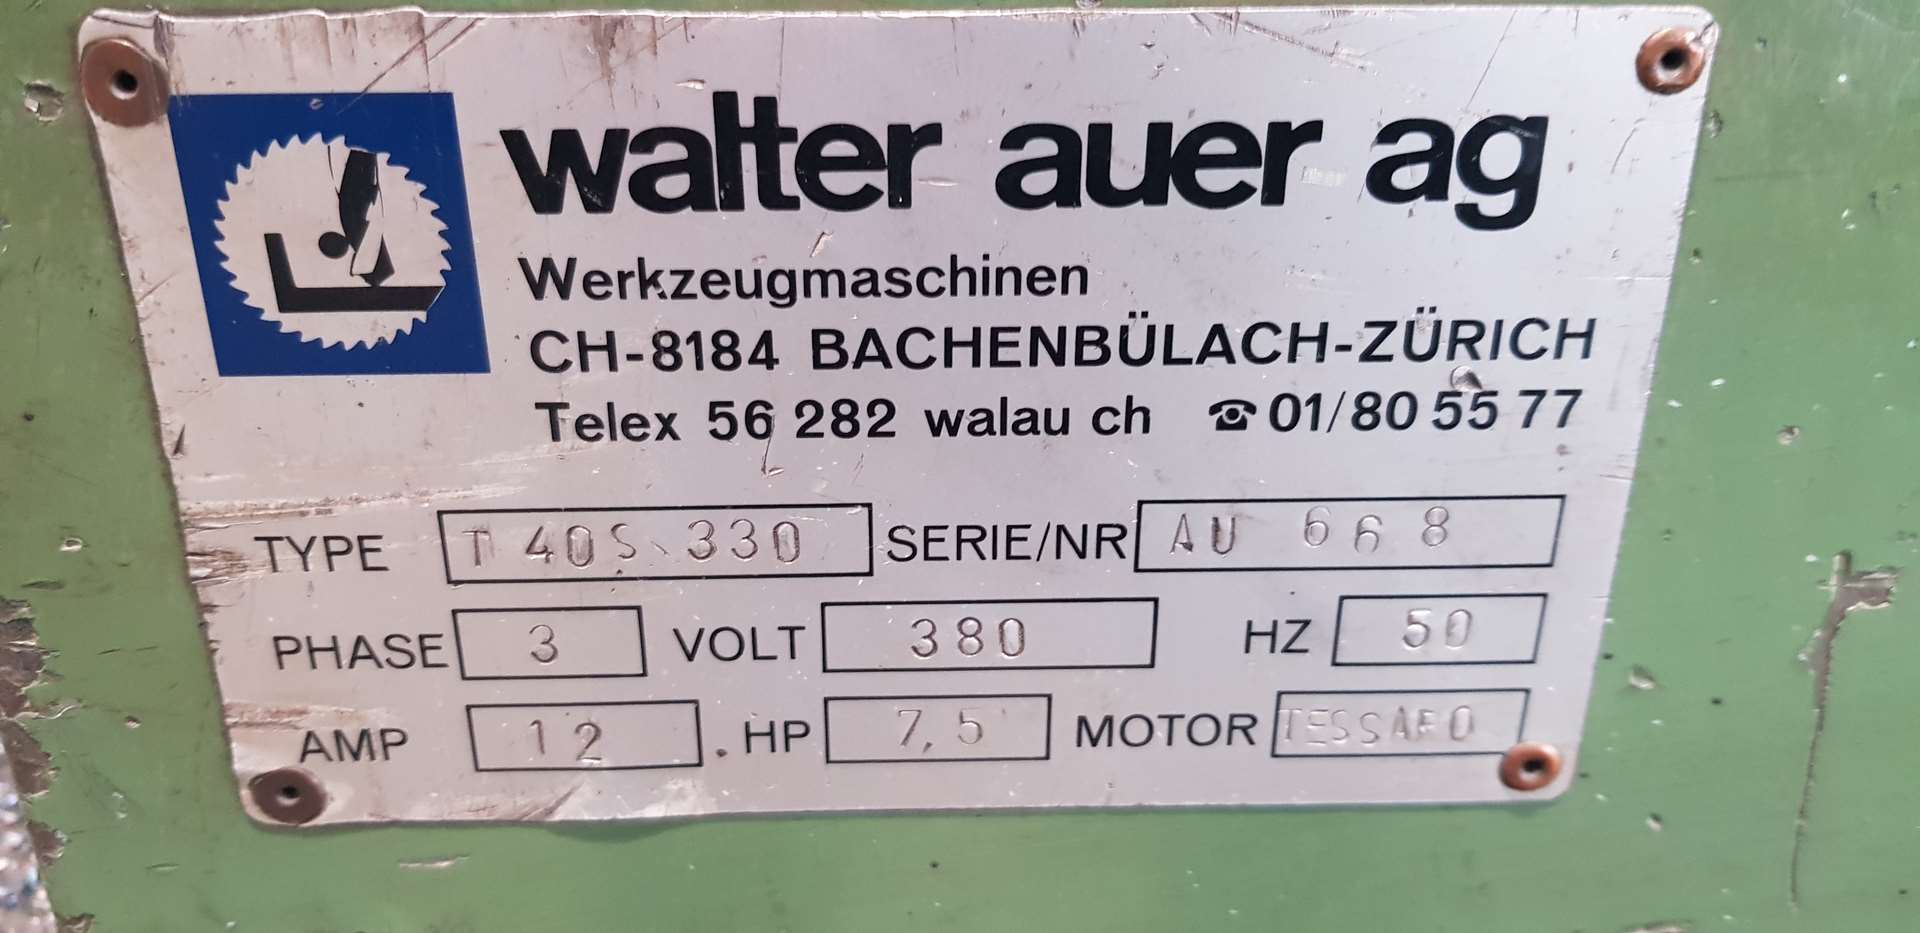 walter auer ag
Werkzeugmaschinen
CH-8184 BACHENBÜLACH-ZÜRICH
Telex 56 282 walau ch ☎ 01/80 55 77
TYPE T 40S 330 SERIE/NR AU 668
PHASE 3 VOLT 380 HZ 50
AMP 12 . HP 7,5 MOTOR TESSAFO